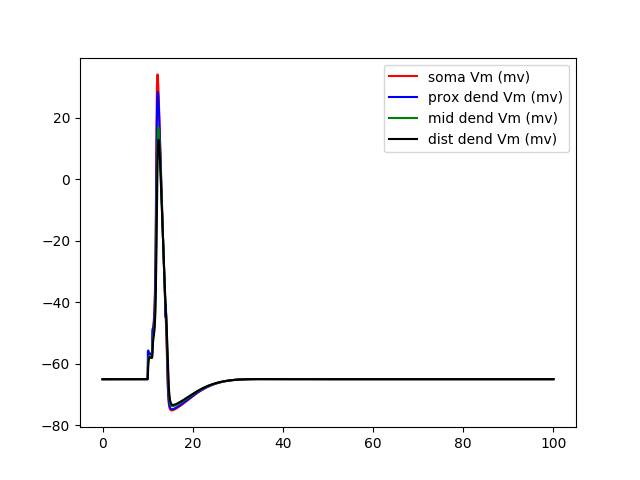 soma Vm (mv)
prox dend Vm (mv)
mid dend Vm (mv)
dist dend Vm (mv)
20
0
−20
−40
−60
−80
0 20 40 60 80 100